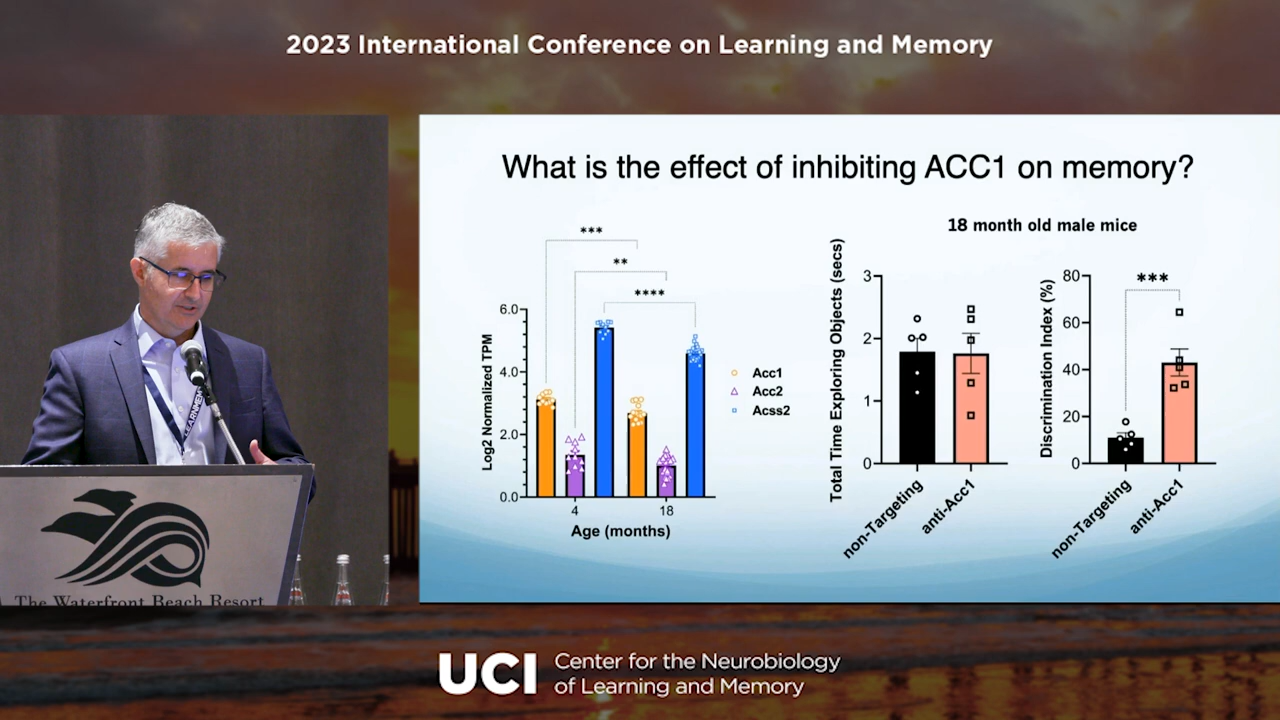 2023 International Conference on Learning and Memory
What is the effect of inhibiting ACC1 on memory?
***
**
****
Log2 Normalized TPM
6.0
4.0
2.0
0.0
4
18
Age (months)
Acc1
Acc2
Acss2
18 month old male mice
Total Time Exploring Objects (secs)
3
2
1
0
non-Targeting
anti-Acc1
Discrimination Index (%)
80
60
40
20
0
***
non-Targeting
anti-Acc1
LEARNMEM
The Waterfront Beach Resort
UCI
Center for the Neurobiology
of Learning and Memory